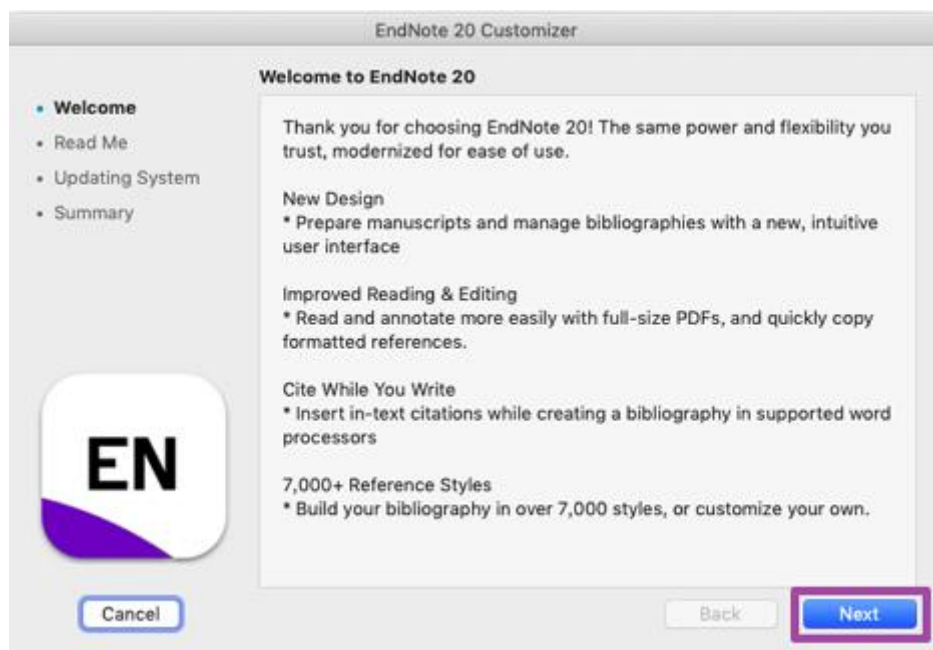 EndNote 20 Customizer
Welcome to EndNote 20
• Welcome
• Read Me
• Updating System
• Summary
Thank you for choosing EndNote 20! The same power and flexibility you
trust, modernized for ease of use.
New Design
* Prepare manuscripts and manage bibliographies with a new, intuitive
user interface
Improved Reading & Editing
* Read and annotate more easily with full-size PDFs, and quickly copy
formatted references.
Cite While You Write
* Insert in-text citations while creating a bibliography in supported word
processors
7,000+ Reference Styles
* Build your bibliography in over 7,000 styles, or customize your own.
EN
Cancel
Back
Next